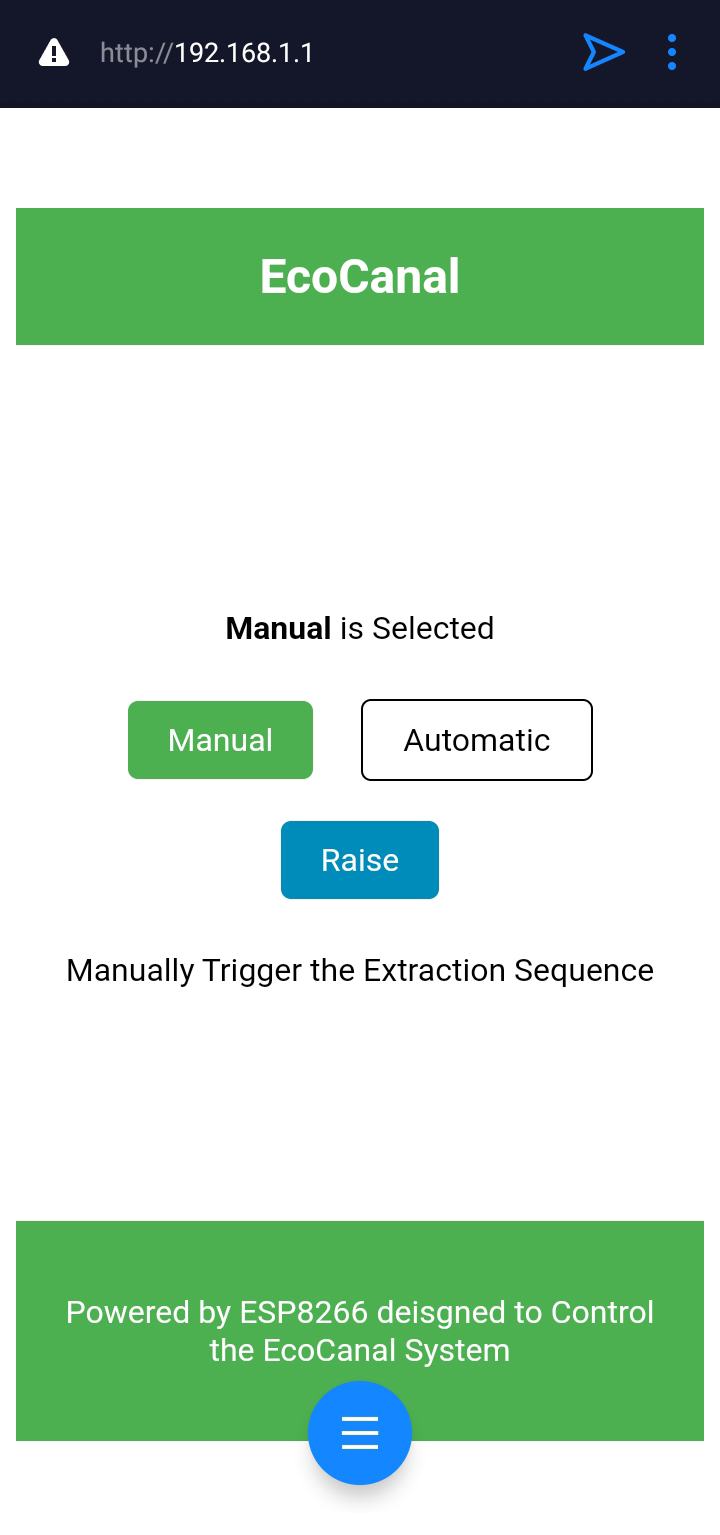 http://192.168.1.1
EcoCanal
Manual is Selected
Manual
Automatic
Raise
Manually Trigger the Extraction Sequence
Powered by ESP8266 deisgned to Control
the EcoCanal System